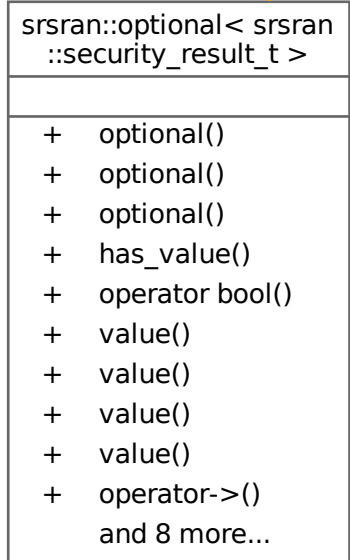 srsran::optional< srsran
::security_result_t >
+ optional()
+ optional()
+ optional()
+ has_value()
+ operator bool()
+ value()
+ value()
+ value()
+ value()
+ operator->()
and 8 more...